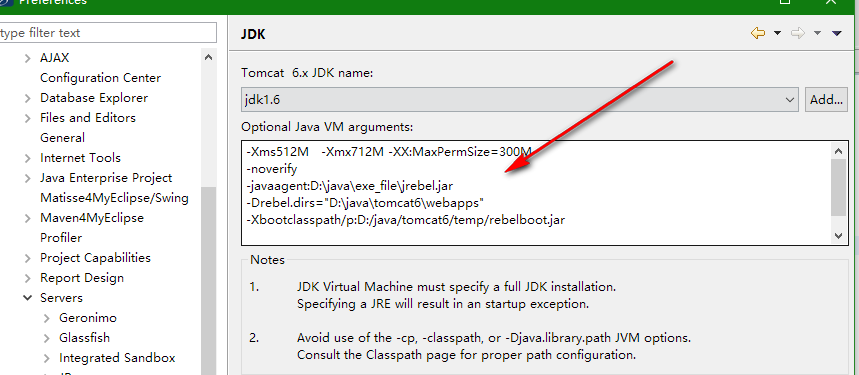 Preferences
type filter text
AJAX
Configuration Center
Database Explorer
Files and Editors
General
Internet Tools
Java Enterprise Project
Matisse4MyEclipse/Swing
Maven4MyEclipse
Profiler
Project Capabilities
Report Design
Servers
Geronimo
Glassfish
Integrated Sandbox
JDK
Tomcat 6.x JDK name:
jdk1.6
Add...
Optional Java VM arguments:
-Xms512M -Xmx712M -XX:MaxPermSize=300M
-noverify
-javaagent:D:\java\exe_file\jrebel.jar
-Drebel.dirs="D:\java\tomcat6\webapps"
-Xbootclasspath/p:D:/java/tomcat6/temp/rebelboot.jar
Notes
1. JDK Virtual Machine must specify a full JDK installation.
Specifying a JRE will result in an startup exception.
2. Avoid use of the -cp, -classpath, or -Djava.library.path JVM options.
Consult the Classpath page for proper path configuration.